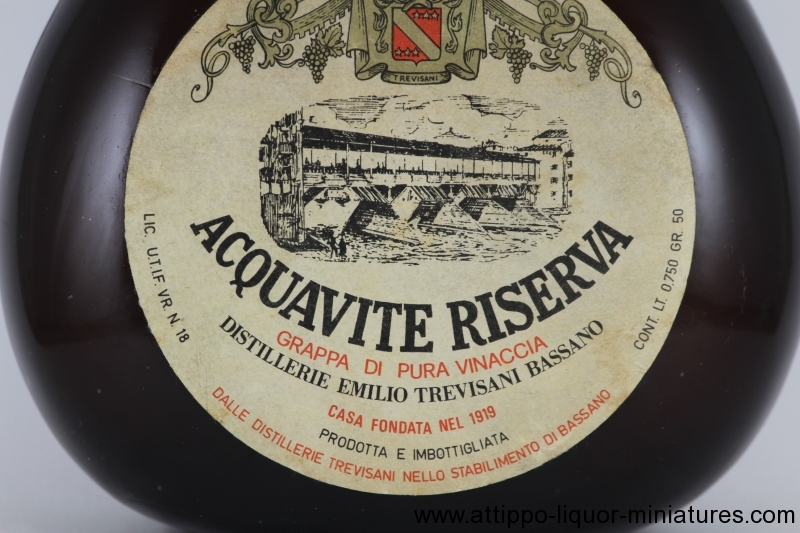 TREVISANI
ACQUAVITE RISERVA
GRAPPA DI PURA VINACCIA
DISTILLERIE EMILIO TREVISANI BASSANO
CASA FONDATA NEL 1919
PRODOTTA E IMBOTTIGLIATA
DALLE DISTILLERIE TREVISANI NELLO STABILIMENTO DI BASSANO
LIC. U.T.I.F. VR. N. 18
CONT. LT. 0,750 GR. 50
www.attippo-liquor-miniatures.com